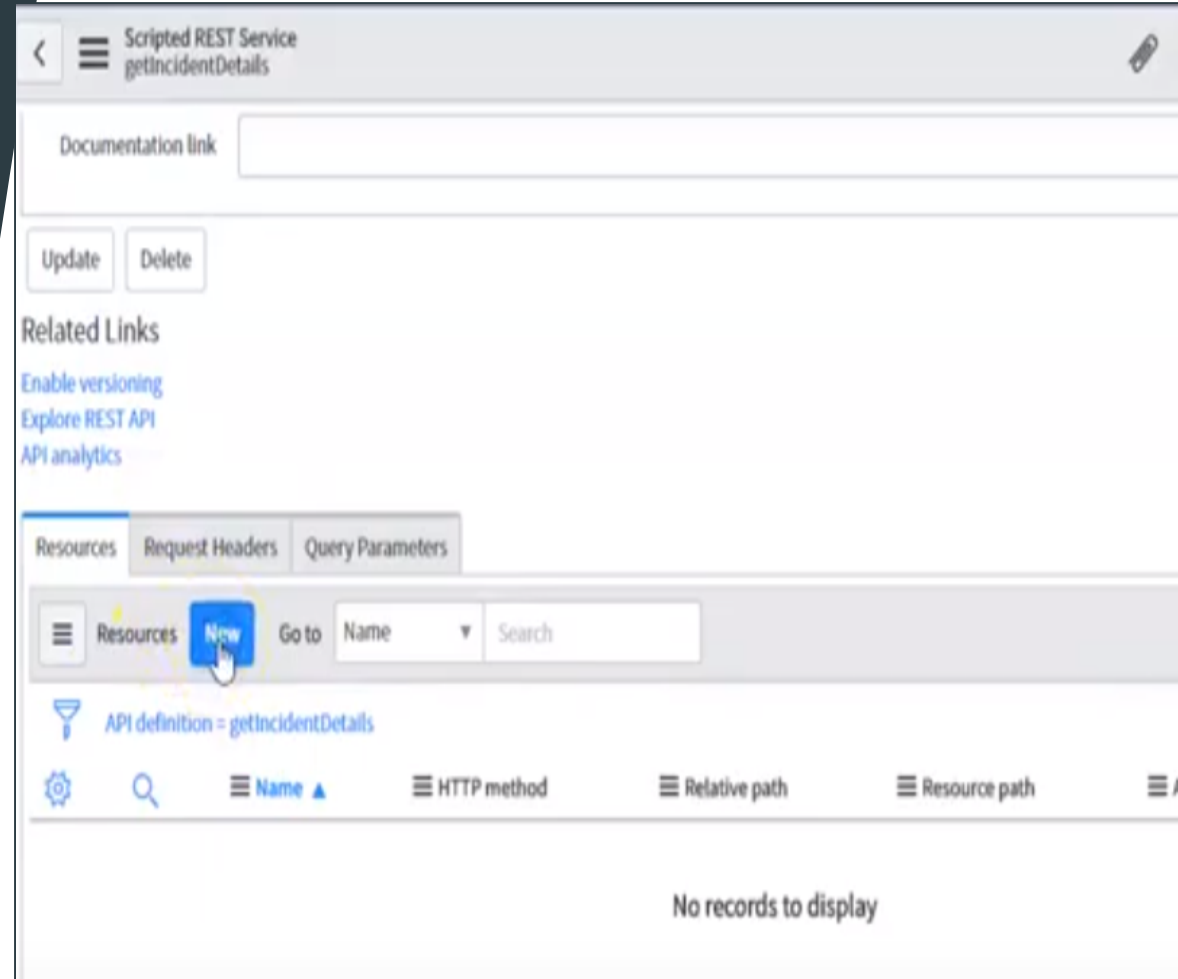 Scripted REST Service
getIncidentDetails
Documentation link
Update Delete
Related Links
Enable versioning
Explore REST API
API analytics
Resources Request Headers Query Parameters
Resources New Go to Name Search
API definition = getIncidentDetails
Name HTTP method Relative path Resource path
No records to display